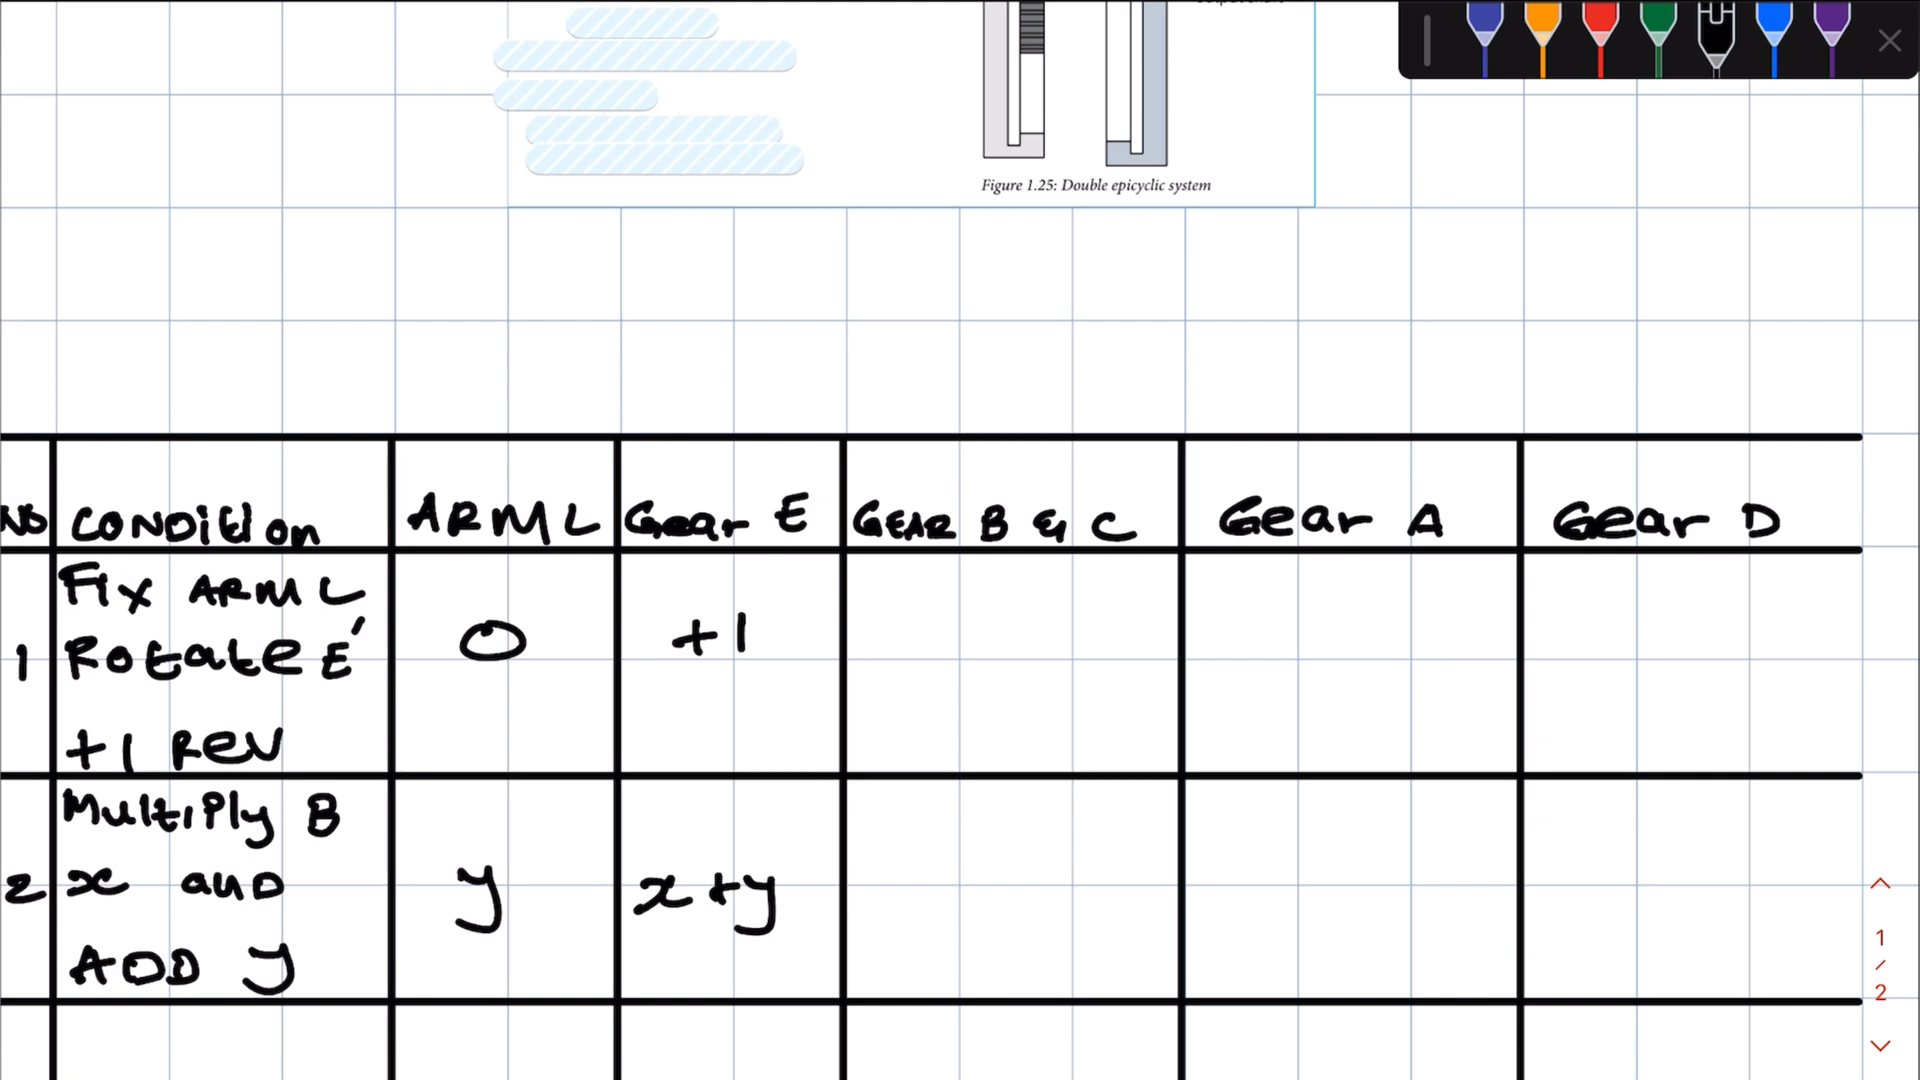 Figure 1.25: Double epicyclic system
NO CONDition ARM L Gear E GEAR B & C Gear A Gear D
Fix ARM L
1 Rotate E' 0 +1
+1 Rev
Multiply B
2 x anD y x+y
ADD y
1
/
2